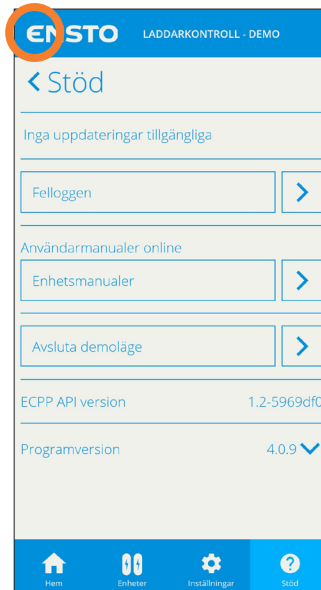 ENSTO LADDARKONTROLL - DEMO
Stöd
Inga uppdateringar tillgängliga
Felloggen
Användarmanualer online
Enhetsmanualer
Avsluta demoläge
ECPP API version 1.2-5969df0
Programversion 4.0.9
Hem Enheter Inställningar Stöd